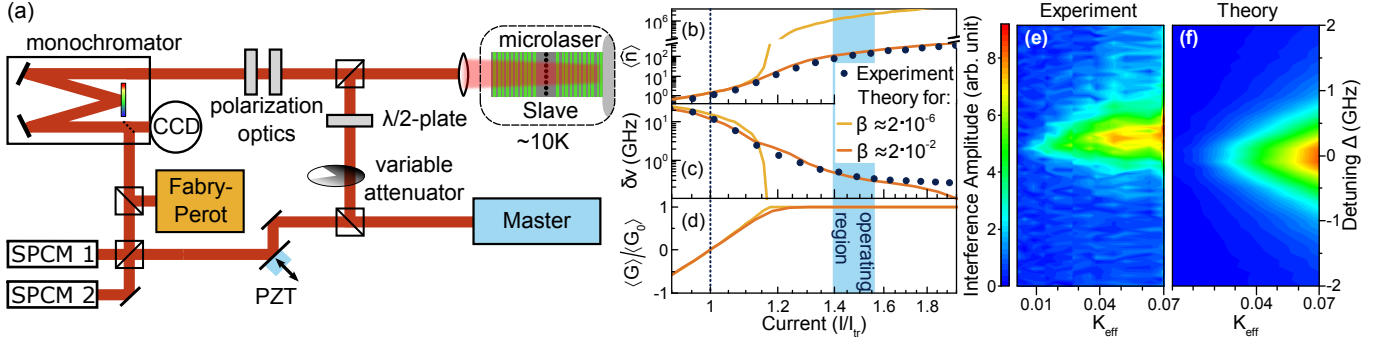 (a)
monochromator
CCD
polarization
optics
λ/2-plate
variable
attenuator
microlaser
Slave
~10K
Fabry-
Perot
Master
SPCM 1
SPCM 2
PZT
(b)
⟨n̂⟩
10⁶
10²
10¹
10⁰
Experiment
Theory for:
β ≈2·10⁻⁶
β ≈2·10⁻²
(c)
δν (GHz)
10¹
10⁰
(d)
⟨G⟩/⟨G₀⟩
1
0
-1
operating
region
1 1.2 1.4 1.6 1.8
Current (I/Iₜᵣ)
Interference Amplitude (arb. unit)
10
8
6
4
2
0
Experiment
(e)
0.01 0.04 0.07
K_eff
Theory
(f)
0.04 0.07
K_eff
2
1
0
-1
-2
Detuning Δ (GHz)